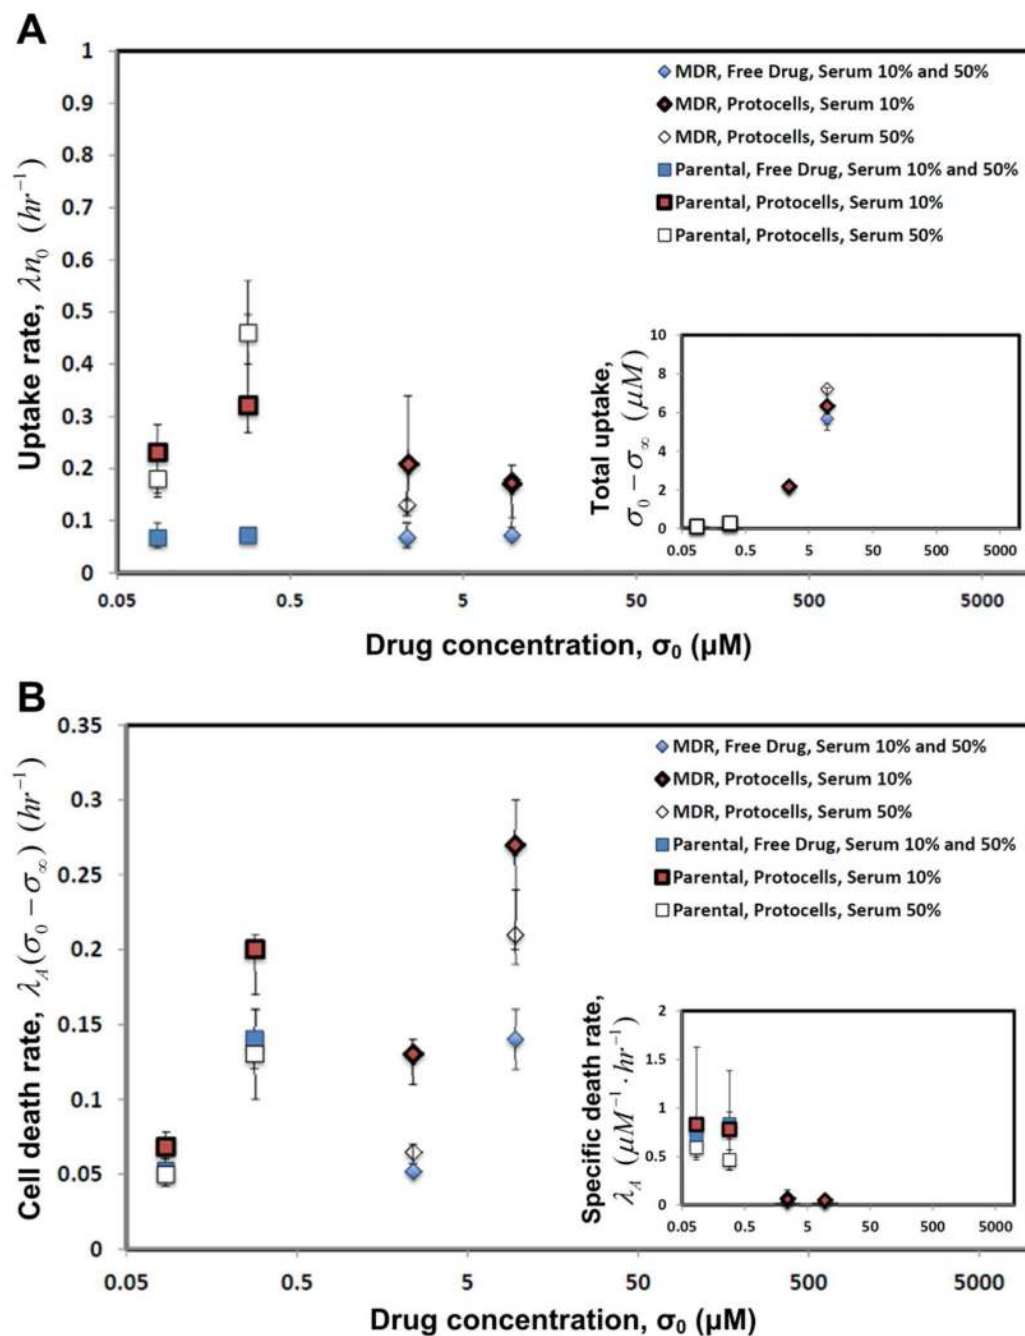 A
1
0.9
0.8
0.7
0.6
0.5
0.4
0.3
0.2
0.1
0
Uptake rate, λn₀ (hr⁻¹)
MDR, Free Drug, Serum 10% and 50%
MDR, Protocells, Serum 10%
MDR, Protocells, Serum 50%
Parental, Free Drug, Serum 10% and 50%
Parental, Protocells, Serum 10%
Parental, Protocells, Serum 50%
Total uptake,
σ₀ – σ∞ (μM)
10
8
6
4
2
0
0.05 0.5 5 50 500 5000
0.05 0.5 5 50 500 5000
Drug concentration, σ₀ (μM)
B
0.35
0.3
0.25
0.2
0.15
0.1
0.05
0
Cell death rate, λ_A(σ₀ – σ∞) (hr⁻¹)
MDR, Free Drug, Serum 10% and 50%
MDR, Protocells, Serum 10%
MDR, Protocells, Serum 50%
Parental, Free Drug, Serum 10% and 50%
Parental, Protocells, Serum 10%
Parental, Protocells, Serum 50%
Specific death rate,
λ_A (μM⁻¹·hr⁻¹)
2
1.5
1
0.5
0
0.05 0.5 5 50 500 5000
0.05 0.5 5 50 500 5000
Drug concentration, σ₀ (μM)